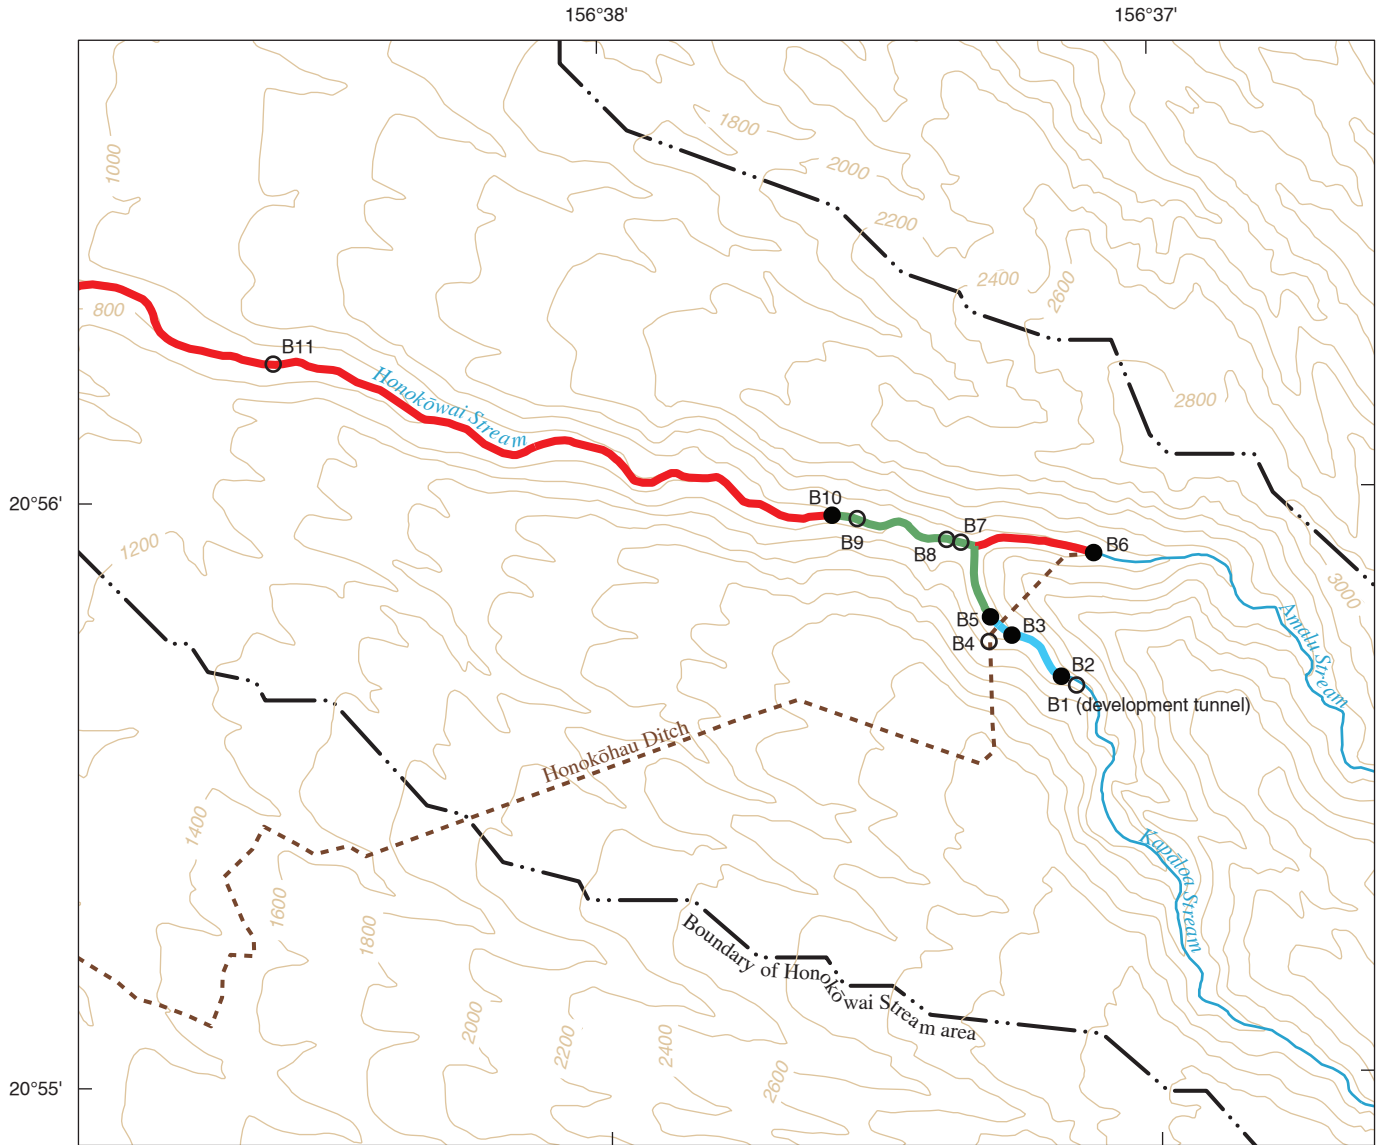 156°38' 156°37'
1800
1000
2000
2200
2400
2600
800
B11
Honokōwai Stream
2800
B10
20°56'
B7
B9
B6
1200
B8
3000
B5
B3
B4
Amalu Stream
B2
B1 (development tunnel)
Honokōhau Ditch
1400
Kapāloa Stream
1600
1800
Boundary of Honokōwai Stream area
2000
2200
2400
2600
20°55'